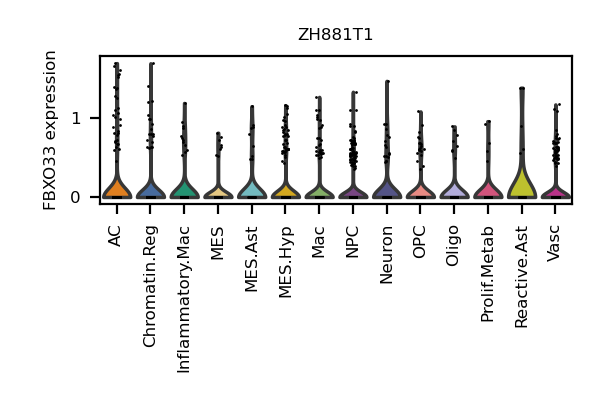 ZH881T1
FBXO33 expression
1
0
AC
Chromatin.Reg
Inflammatory.Mac
MES
MES.Ast
MES.Hyp
Mac
NPC
Neuron
OPC
Oligo
Prolif.Metab
Reactive.Ast
Vasc